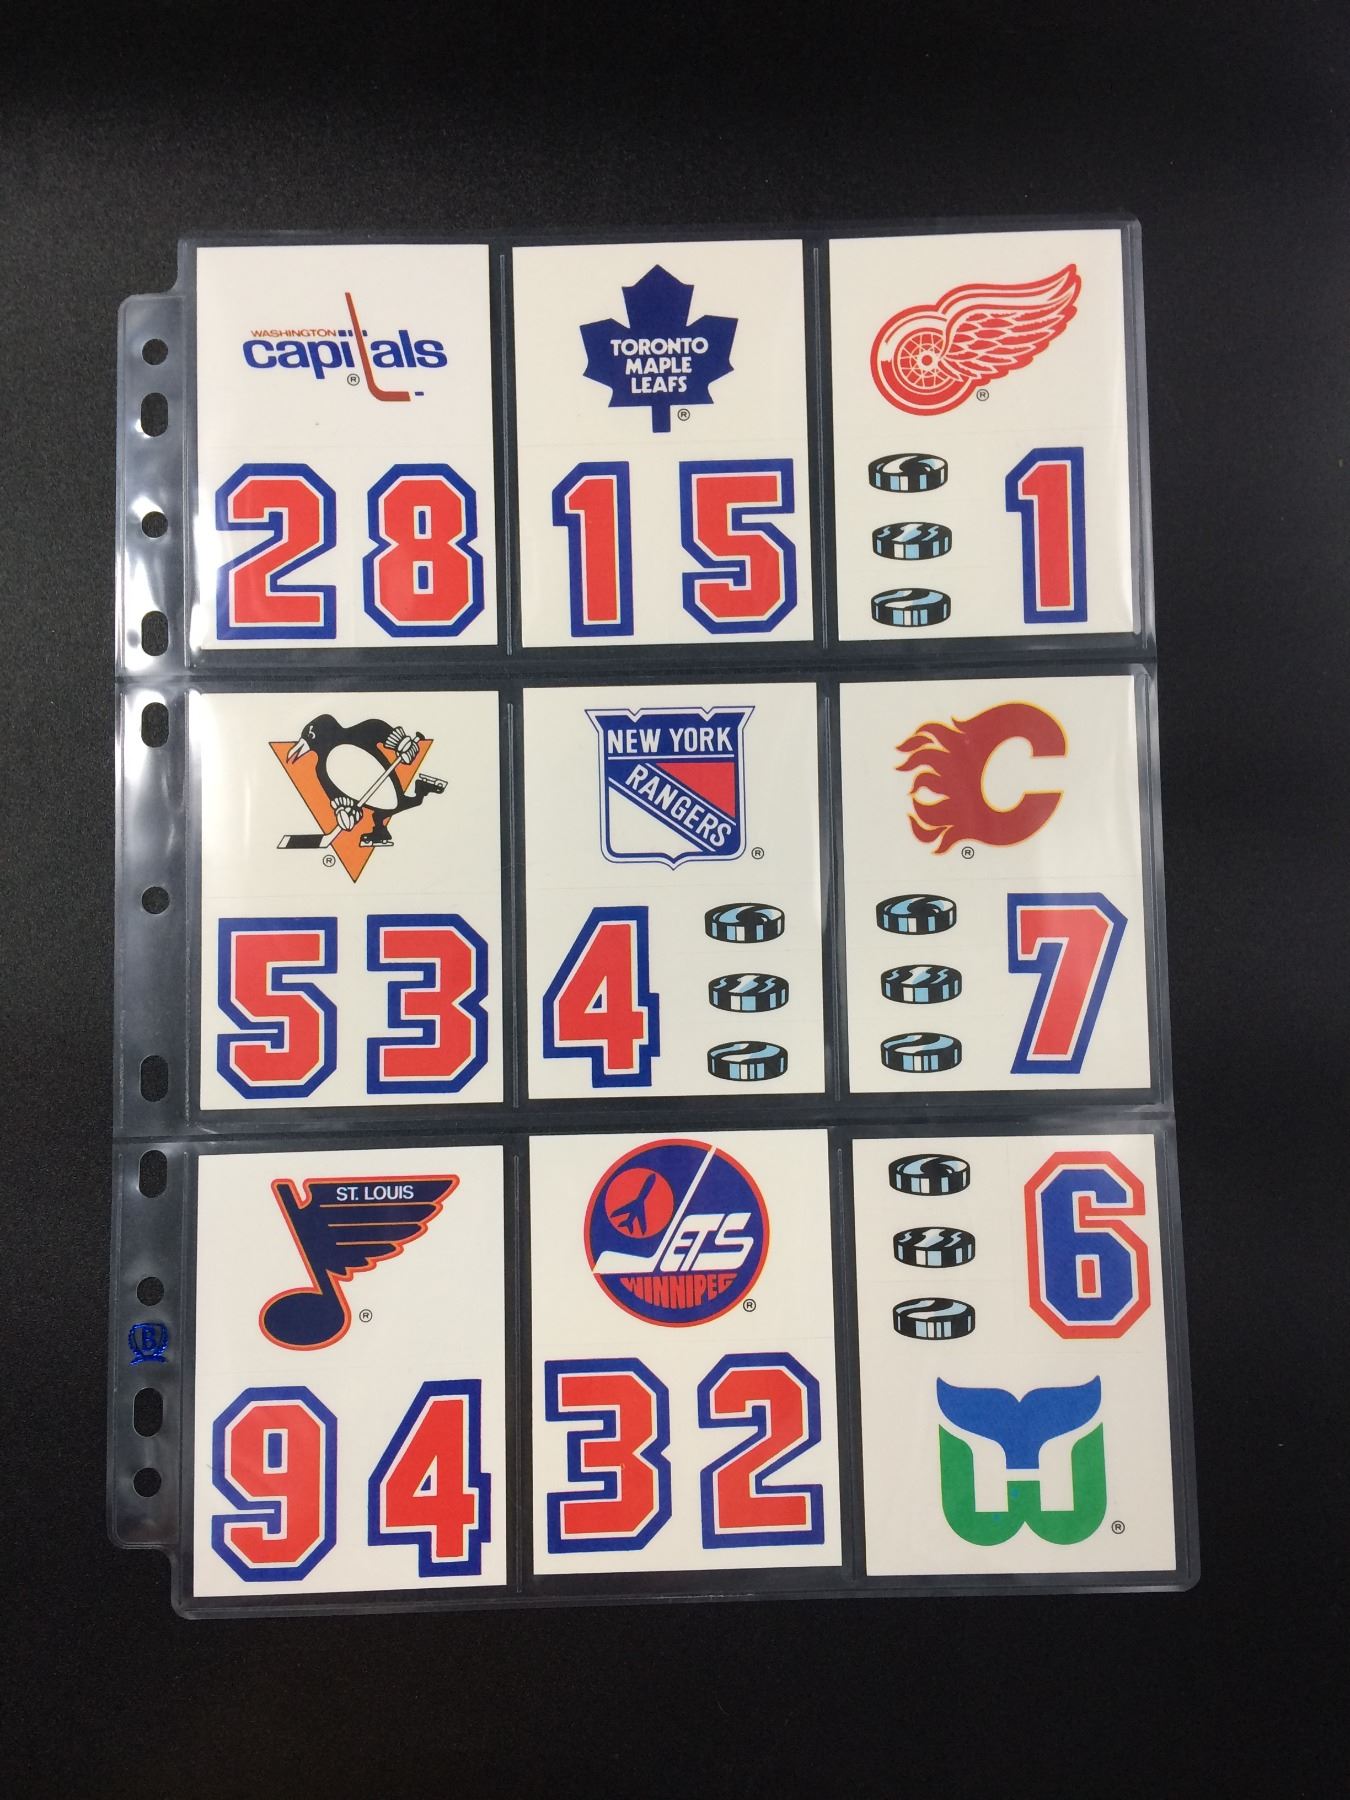 WASHINGTON
capitals
®
28
TORONTO
MAPLE
LEAFS
®
15
®
1
®
53
NEW YORK
RANGERS
®
4
C
®
7
ST. LOUIS
®
94
JETS
WINNIPEG
®
32
6
®
B